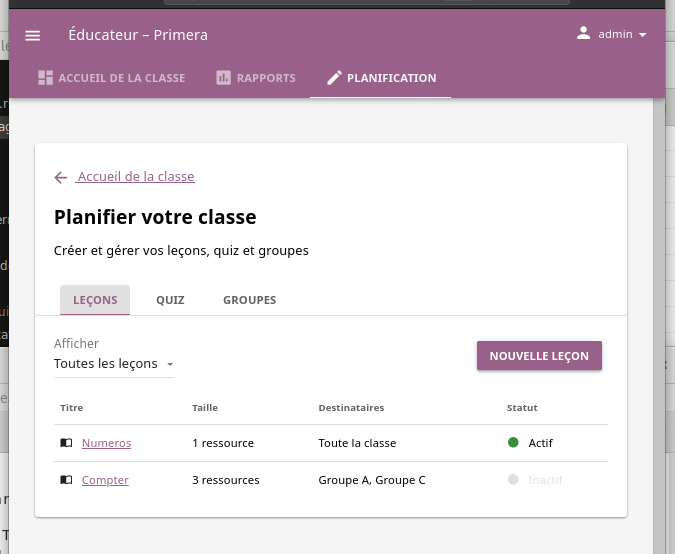 Éducateur – Primera
admin
ACCUEIL DE LA CLASSE RAPPORTS PLANIFICATION
Accueil de la classe
Planifier votre classe
Créer et gérer vos leçons, quiz et groupes
LEÇONS QUIZ GROUPES
Afficher
Toutes les leçons
NOUVELLE LEÇON
Titre Taille Destinataires Statut
Numeros 1 ressource Toute la classe Actif
Compter 3 ressources Groupe A, Groupe C Inactif